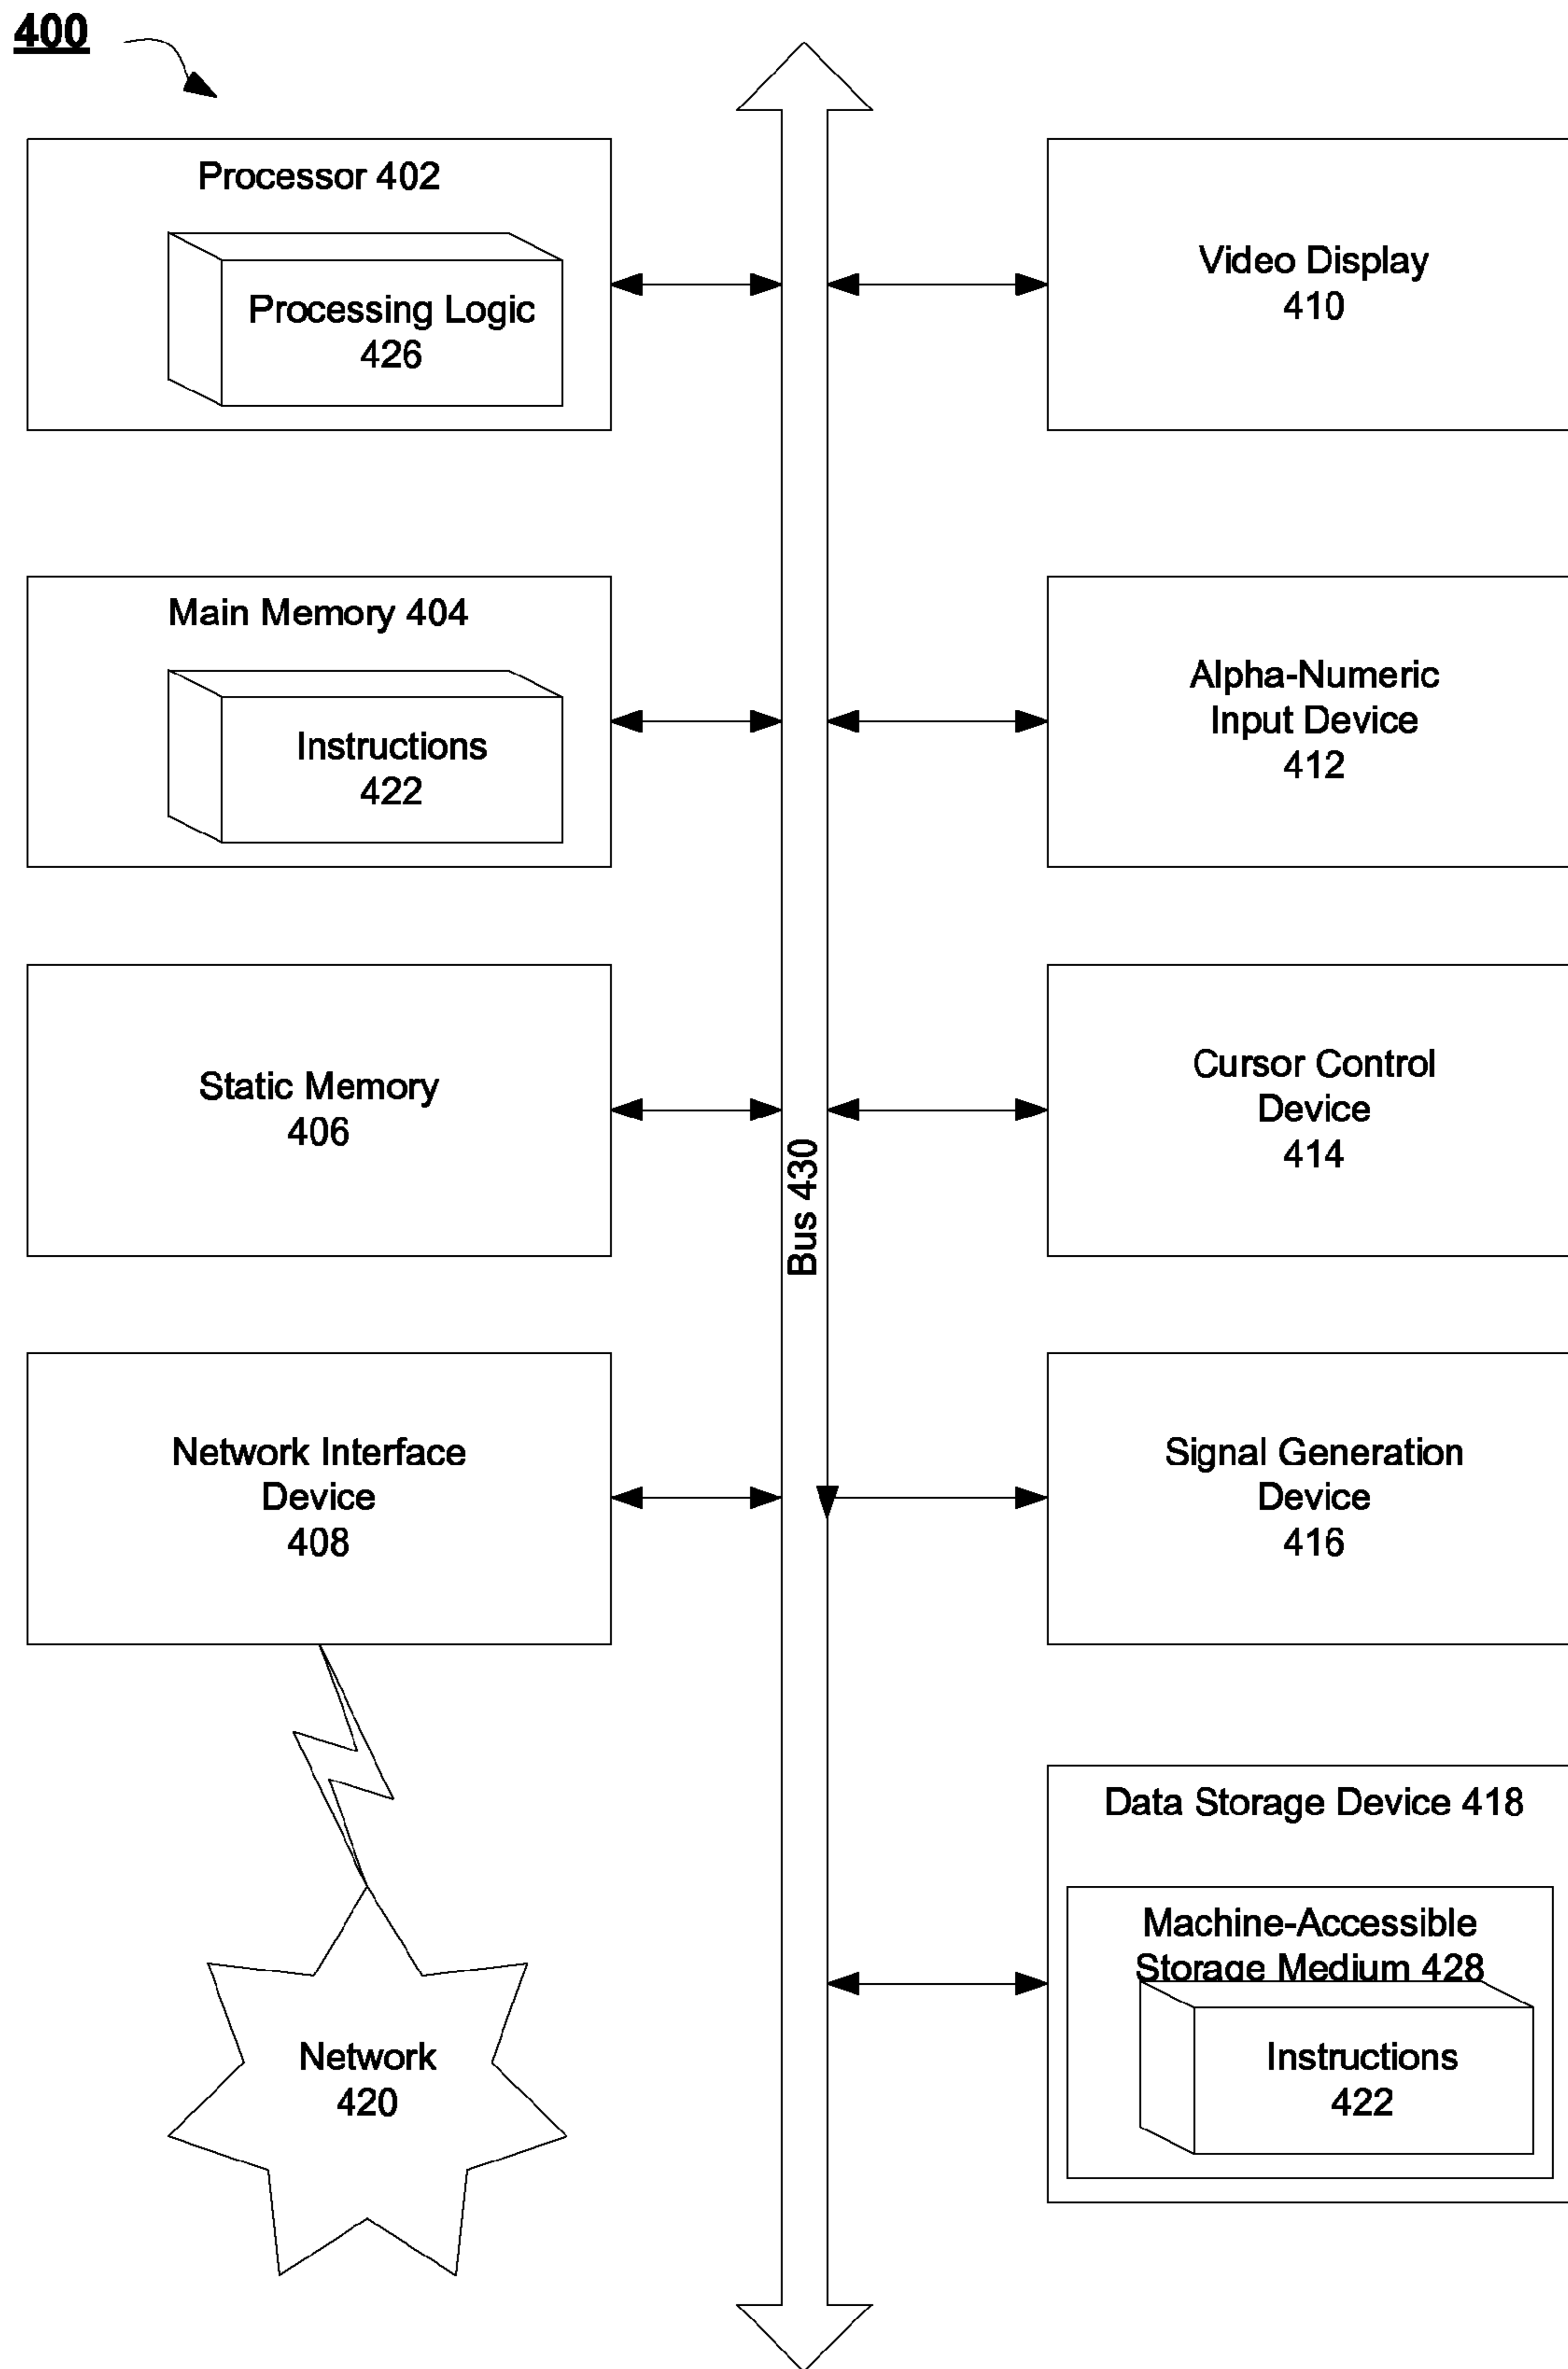 400
Processor 402
Processing Logic
426
Video Display
410
Main Memory 404
Instructions
422
Alpha-Numeric
Input Device
412
Static Memory
406
Cursor Control
Device
414
Bus 430
Network Interface
Device
408
Signal Generation
Device
416
Data Storage Device 418
Machine-Accessible
Storage Medium 428
Instructions
422
Network
420